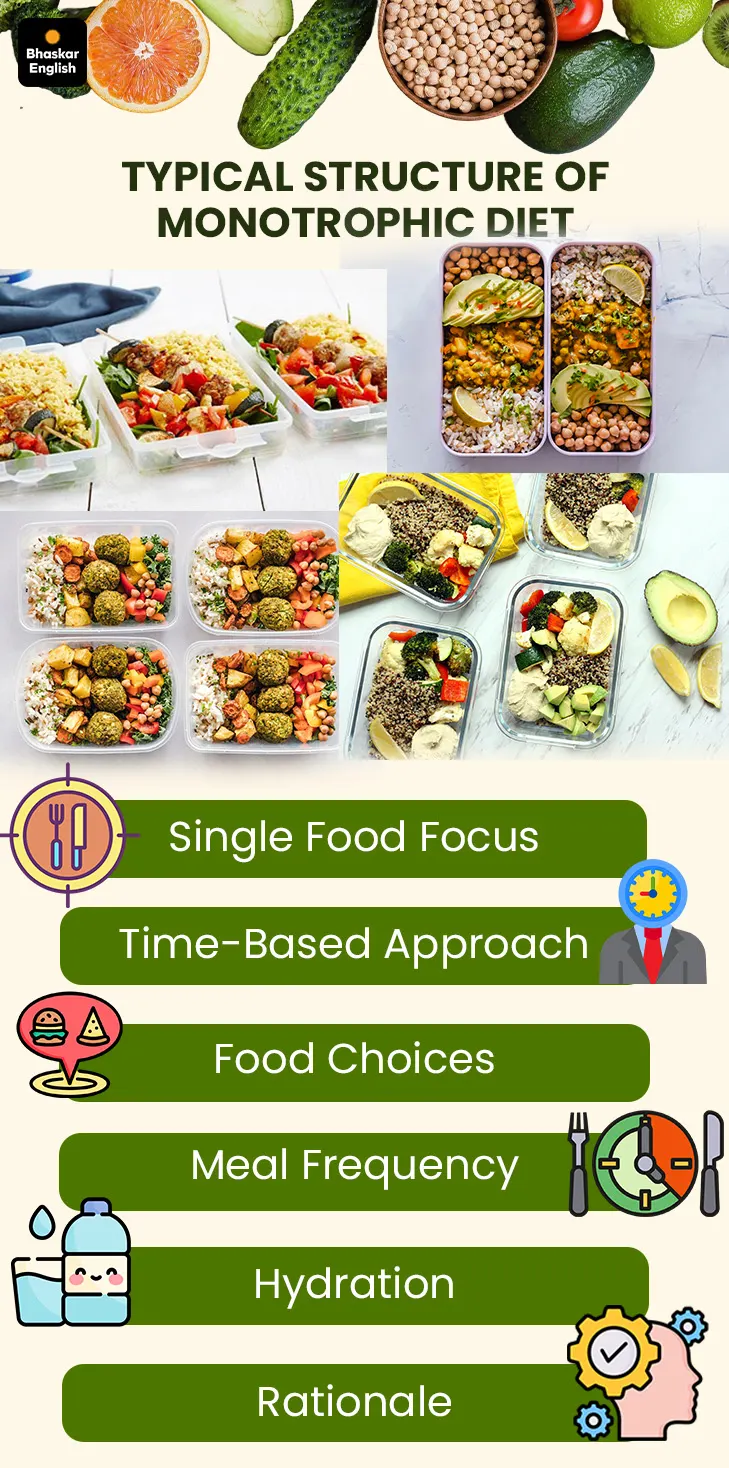 Bhaskar
English
TYPICAL STRUCTURE OF
MONOTROPHIC DIET
Single Food Focus
Time-Based Approach
Food Choices
Meal Frequency
Hydration
Rationale